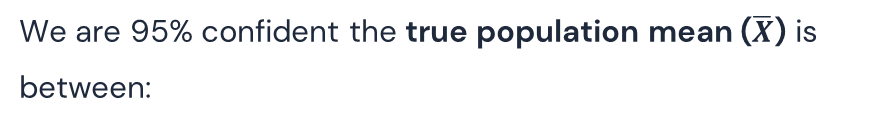 We are 95% confident the true population mean (X̅) is
between: